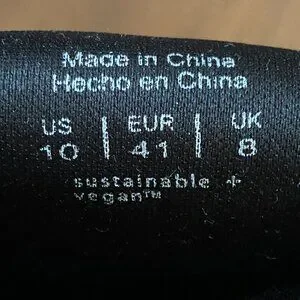 Made in China
Hecho en China
US | EUR | UK
10 | 41 | 8
sustainable +
vegan™